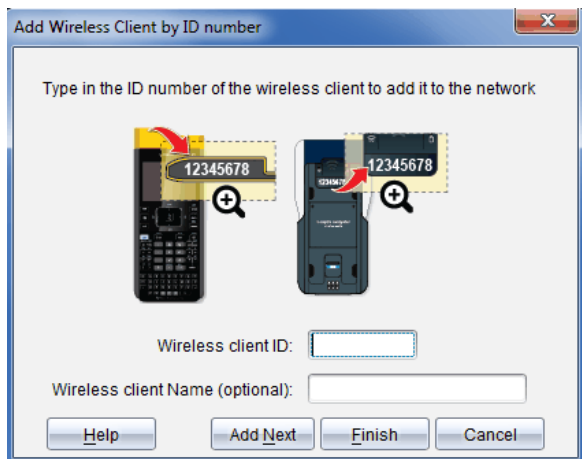 Add Wireless Client by ID number
Type in the ID number of the wireless client to add it to the network
12345678
12345678
12345678
Wireless client ID:
Wireless client Name (optional):
Help Add Next Finish Cancel